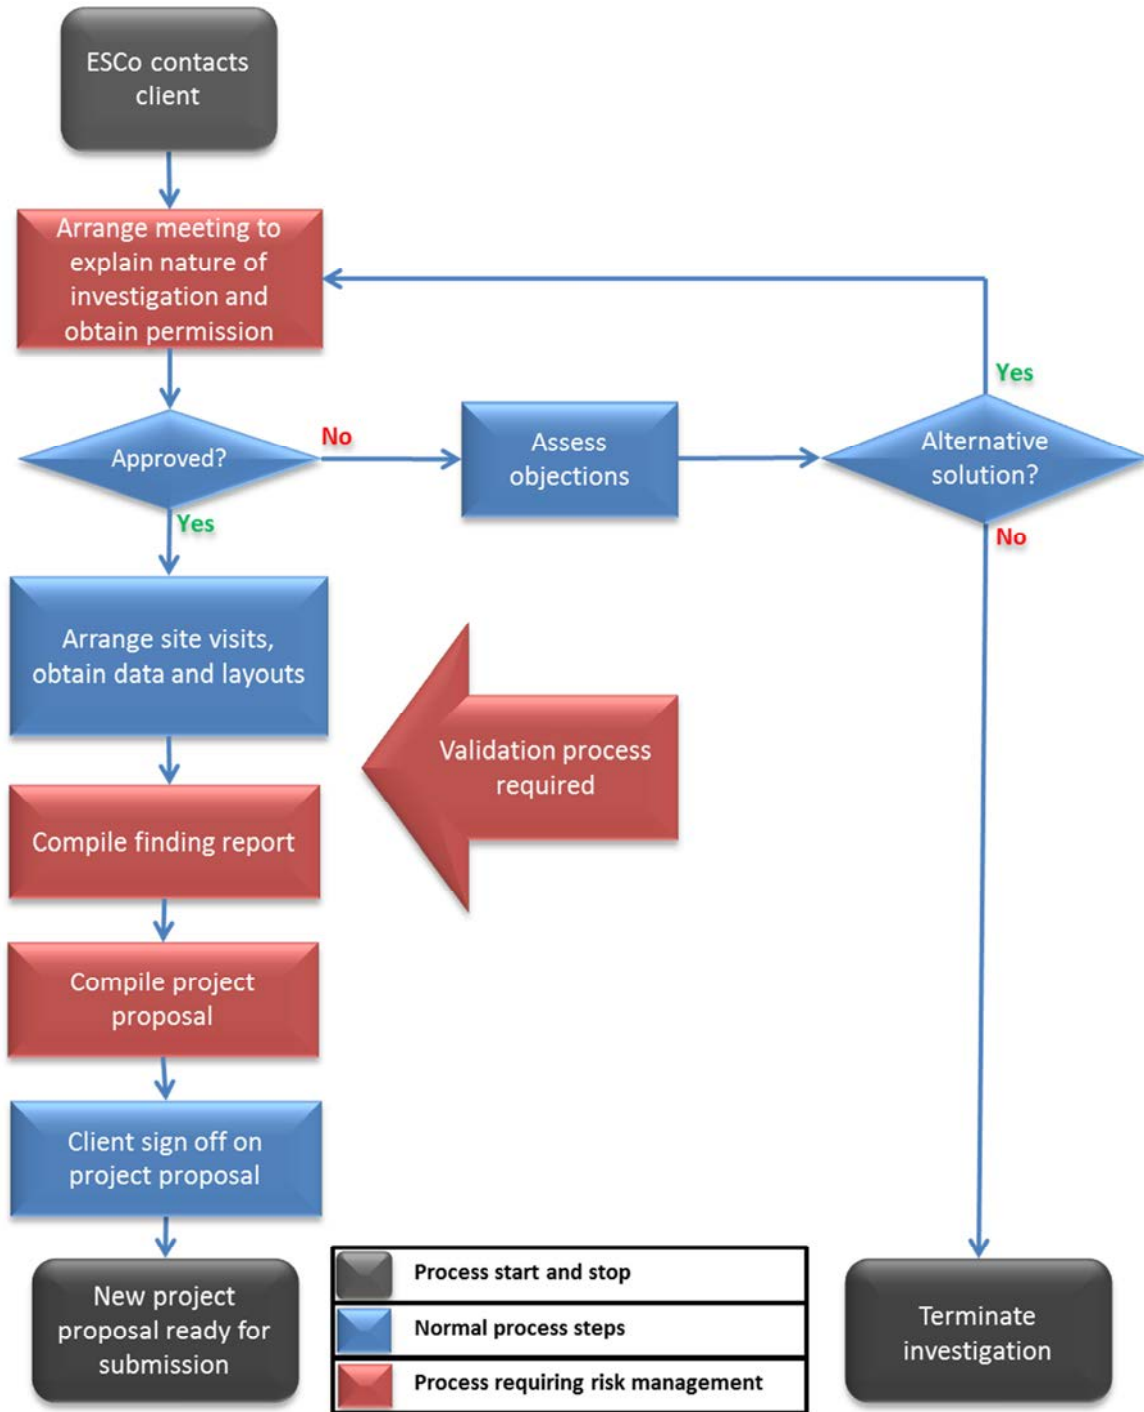 ESCo contacts
client
Arrange meeting to
explain nature of
investigation and
obtain permission
Yes
Approved?
No
Assess
objections
Alternative
solution?
Yes
No
Arrange site visits,
obtain data and layouts
Validation process
required
Compile finding report
Compile project
proposal
Client sign off on
project proposal
New project
proposal ready for
submission
Process start and stop
Normal process steps
Process requiring risk management
Terminate
investigation